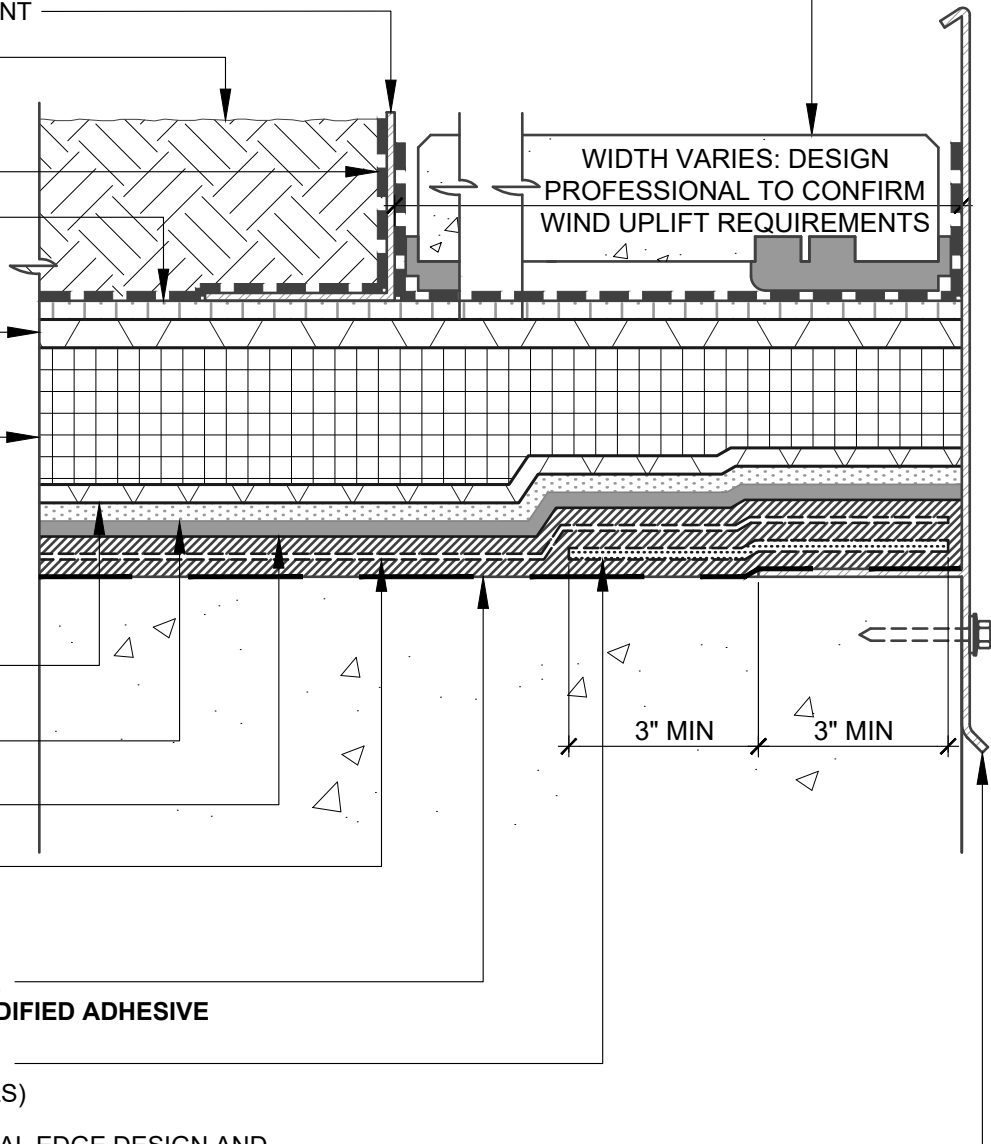 NT
WIDTH VARIES: DESIGN
PROFESSIONAL TO CONFIRM
WIND UPLIFT REQUIREMENTS
3" MIN
3" MIN
DIFIED ADHESIVE
S)
AL EDGE DESIGN AND